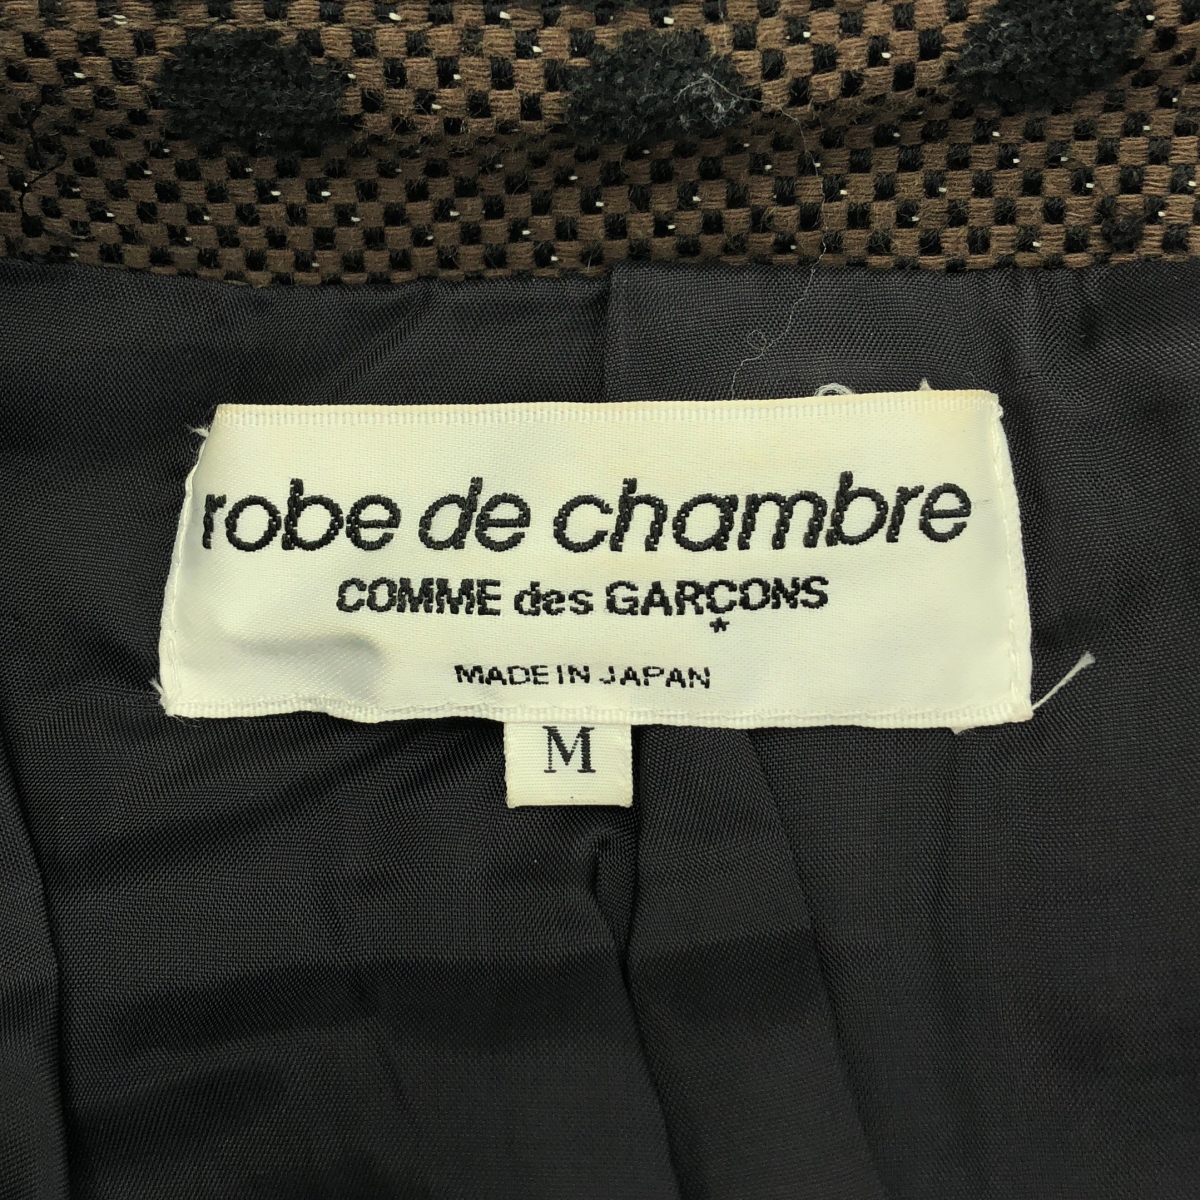 robe de chambre
COMME des GARÇONS
*
MADE IN JAPAN
M